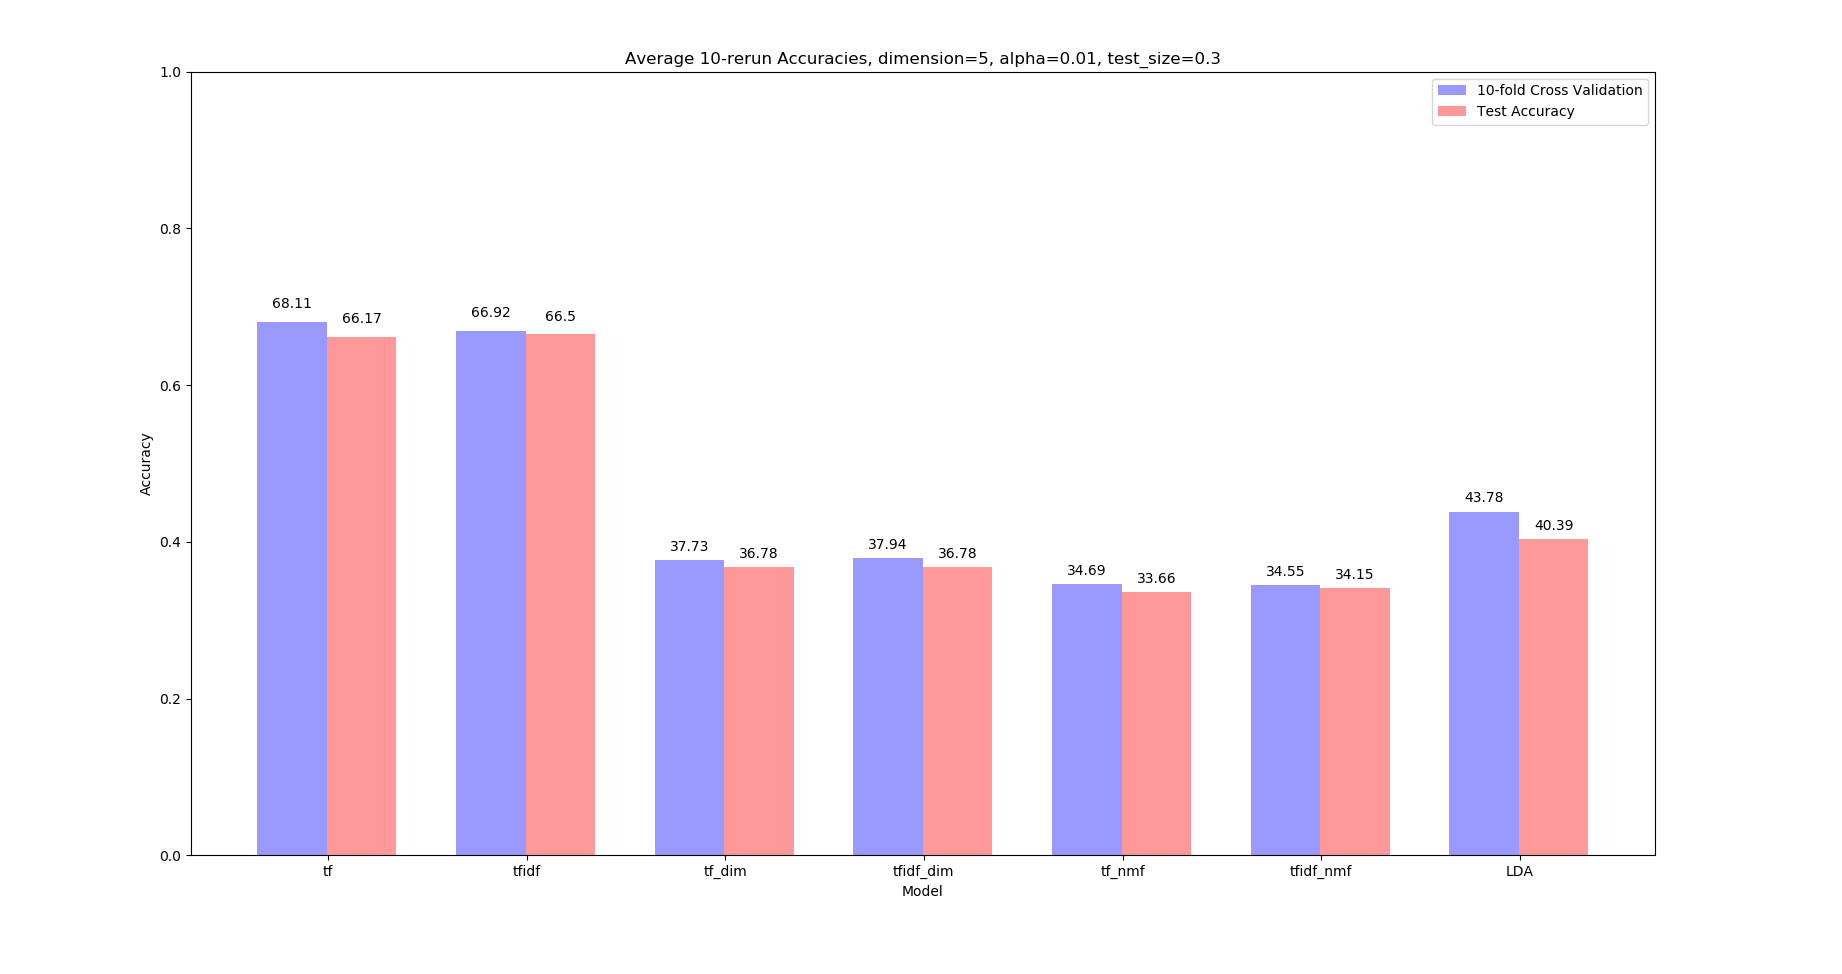 Average 10-rerun Accuracies, dimension=5, alpha=0.01, test_size=0.3
10-fold Cross Validation
Test Accuracy
Accuracy
1.0
0.8
0.6
0.4
0.2
0.0
68.11
66.17
66.92
66.5
37.73
36.78
37.94
36.78
34.69
33.66
34.55
34.15
43.78
40.39
tf
tfidf
tf_dim
tfidf_dim
tf_nmf
tfidf_nmf
LDA
Model